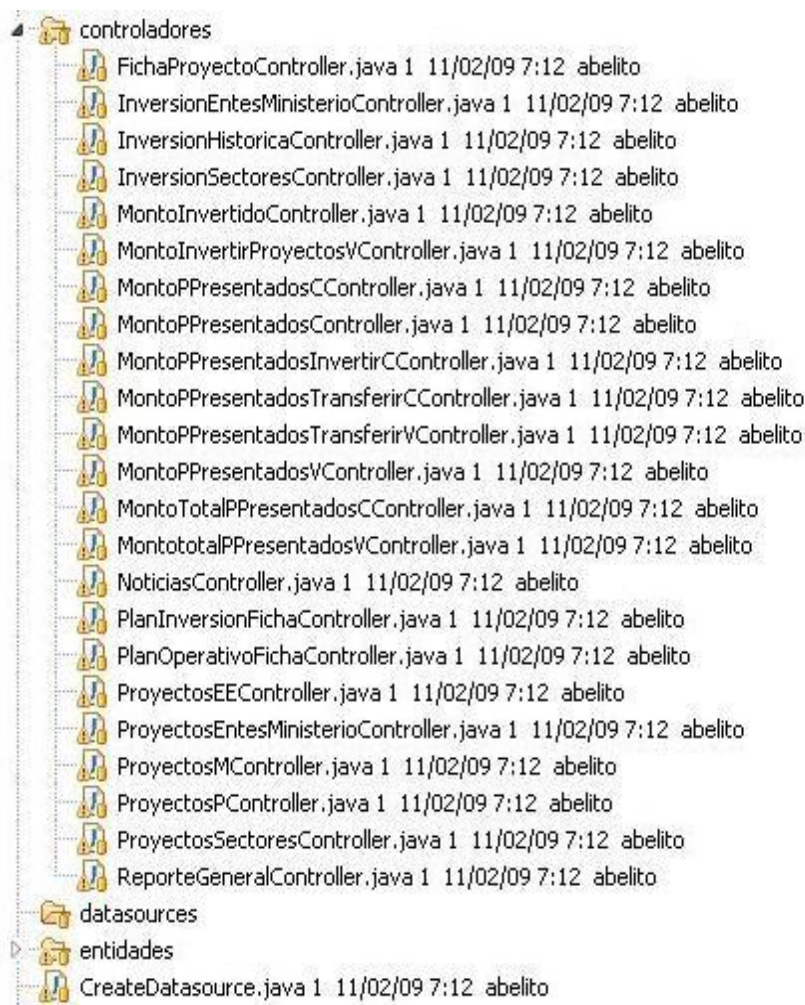 controladores
FichaProyectoController.java 1 11/02/09 7:12 abelito
InversionEntesMinisterioController.java 1 11/02/09 7:12 abelito
InversionHistoricaController.java 1 11/02/09 7:12 abelito
InversionSectoresController.java 1 11/02/09 7:12 abelito
MontoInvertidoController.java 1 11/02/09 7:12 abelito
MontoInvertirProyectosVController.java 1 11/02/09 7:12 abelito
MontoPPresentadosCController.java 1 11/02/09 7:12 abelito
MontoPPresentadosController.java 1 11/02/09 7:12 abelito
MontoPPresentadosInvertirCController.java 1 11/02/09 7:12 abelito
MontoPPresentadosTransferirCController.java 1 11/02/09 7:12 abelito
MontoPPresentadosTransferirVController.java 1 11/02/09 7:12 abelito
MontoPPresentadosVController.java 1 11/02/09 7:12 abelito
MontoTotalPPresentadosCController.java 1 11/02/09 7:12 abelito
MontototalPPresentadosVController.java 1 11/02/09 7:12 abelito
NoticiasController.java 1 11/02/09 7:12 abelito
PlanInversionFichaController.java 1 11/02/09 7:12 abelito
PlanOperativoFichaController.java 1 11/02/09 7:12 abelito
ProyectosEEController.java 1 11/02/09 7:12 abelito
ProyectosEntesMinisterioController.java 1 11/02/09 7:12 abelito
ProyectosMController.java 1 11/02/09 7:12 abelito
ProyectosPController.java 1 11/02/09 7:12 abelito
ProyectosSectoresController.java 1 11/02/09 7:12 abelito
ReporteGeneralController.java 1 11/02/09 7:12 abelito
datasources
entidades
CreateDatasource.java 1 11/02/09 7:12 abelito